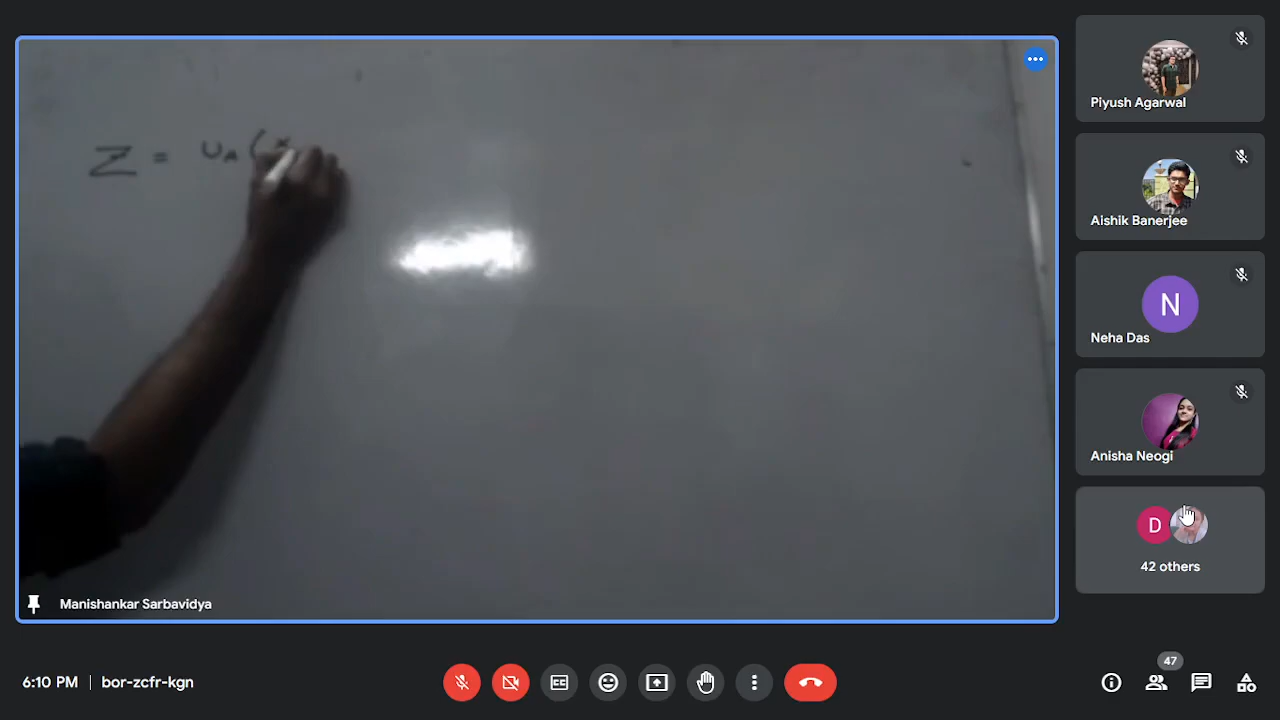 Z = U_A (x
Manishankar Sarbavidya
Piyush Agarwal
Aishik Banerjee
N
Neha Das
Anisha Neogi
D
42 others
6:10 PM | bor-zcfr-kgn
CC
47